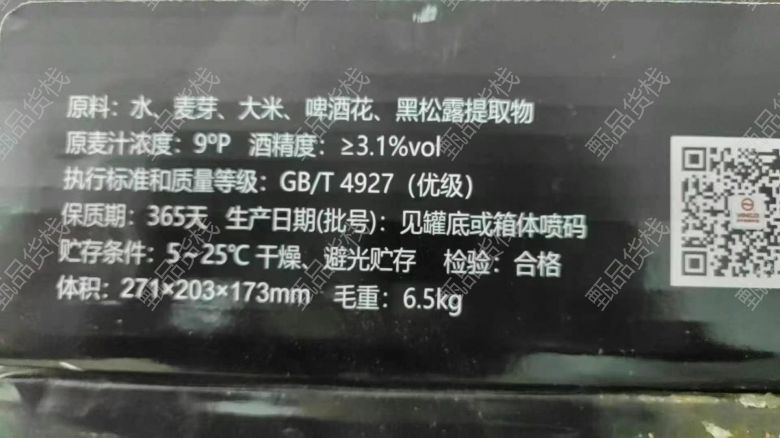 原料：水、麦芽、大米、啤酒花、黑松露提取物
原麦汁浓度：9°P 酒精度：≥3.1%vol
执行标准和质量等级：GB/T 4927（优级）
保质期：365天 生产日期(批号)：见罐底或箱体喷码
贮存条件：5~25℃ 干燥、避光贮存 检验：合格
体积：271×203×173mm 毛重：6.5kg
甄品货栈